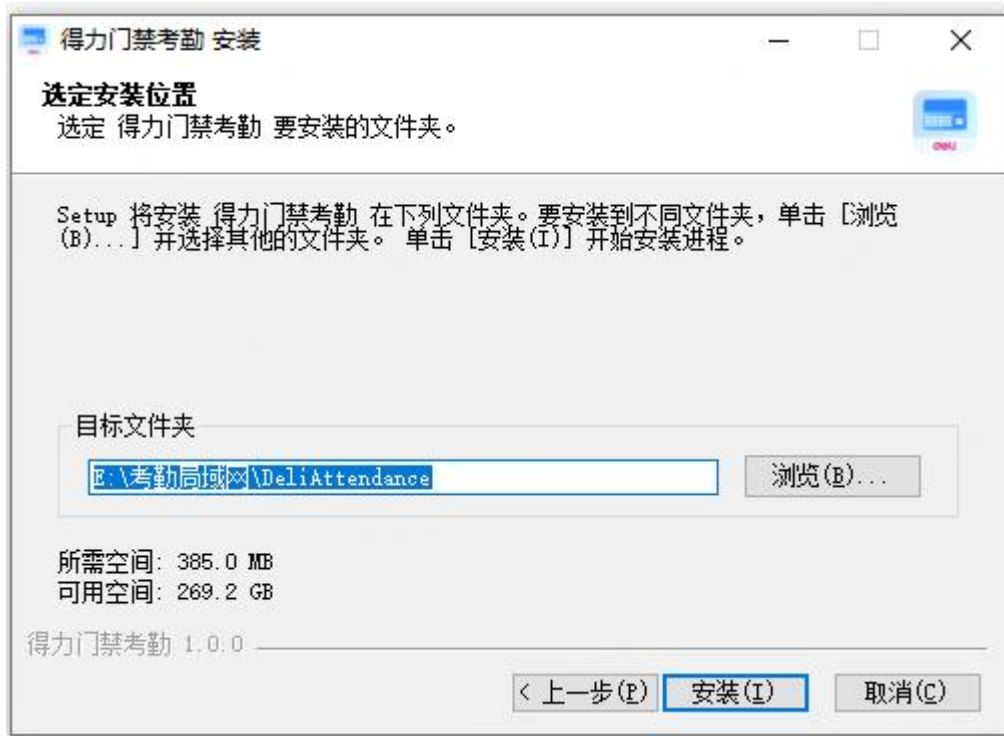 得力门禁考勤 安装
选定安装位置
选定 得力门禁考勤 要安装的文件夹。
deli
Setup 将安装 得力门禁考勤 在下列文件夹。要安装到不同文件夹，单击 [浏览
(B)...] 并选择其他的文件夹。 单击 [安装(I)] 开始安装进程。
目标文件夹
E:\考勤局域网\DeliAttendance
浏览(B)...
所需空间: 385.0 MB
可用空间: 269.2 GB
得力门禁考勤 1.0.0
< 上一步(P)
安装(I)
取消(C)